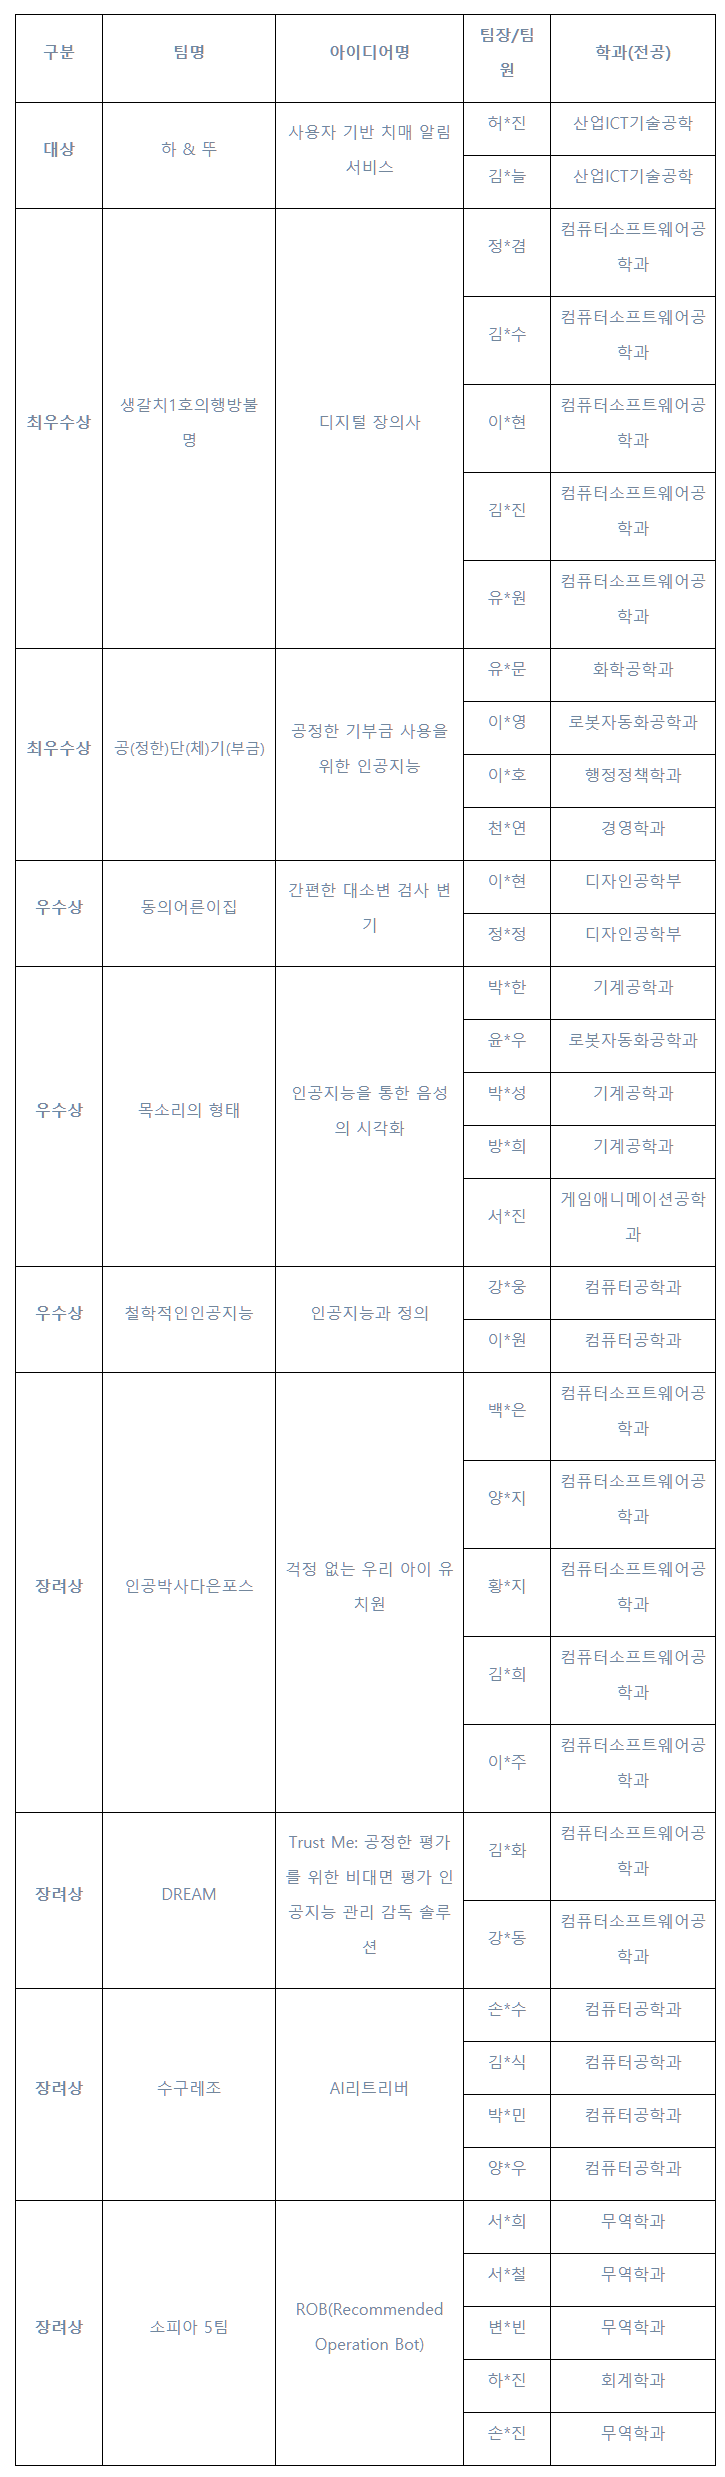 구분 팀명 아이디어명 팀장/팀
원 학과(전공)
대상 하 & 뚜 사용자 기반 치매 알림
서비스 허*진 산업ICT기술공학
김*늘 산업ICT기술공학
최우수상 생갈치1호의행방불
명 디지털 장의사 정*겸 컴퓨터소프트웨어공
학과
김*수 컴퓨터소프트웨어공
학과
이*현 컴퓨터소프트웨어공
학과
김*진 컴퓨터소프트웨어공
학과
유*원 컴퓨터소프트웨어공
학과
최우수상 공(정한)단(체)기(부금) 공정한 기부금 사용을
위한 인공지능 유*문 화학공학과
이*영 로봇자동화공학과
이*호 행정정책학과
천*연 경영학과
우수상 동의어른이집 간편한 대소변 검사 변
기 이*현 디자인공학부
정*정 디자인공학부
우수상 목소리의 형태 인공지능을 통한 음성
의 시각화 박*한 기계공학과
윤*우 로봇자동화공학과
박*성 기계공학과
방*희 기계공학과
서*진 게임애니메이션공학
과
우수상 철학적인인공지능 인공지능과 정의 강*웅 컴퓨터공학과
이*원 컴퓨터공학과
장려상 인공박사다은포스 걱정 없는 우리 아이 유
치원 백*은 컴퓨터소프트웨어공
학과
양*지 컴퓨터소프트웨어공
학과
황*지 컴퓨터소프트웨어공
학과
김*희 컴퓨터소프트웨어공
학과
이*주 컴퓨터소프트웨어공
학과
장려상 DREAM Trust Me: 공정한 평가
를 위한 비대면 평가 인
공지능 관리 감독 솔루
션 김*화 컴퓨터소프트웨어공
학과
강*동 컴퓨터소프트웨어공
학과
장려상 수구레조 AI리트리버 손*수 컴퓨터공학과
김*식 컴퓨터공학과
박*민 컴퓨터공학과
양*우 컴퓨터공학과
장려상 소피아 5팀 ROB(Recommended
Operation Bot) 서*희 무역학과
서*철 무역학과
변*빈 무역학과
하*진 회계학과
손*진 무역학과